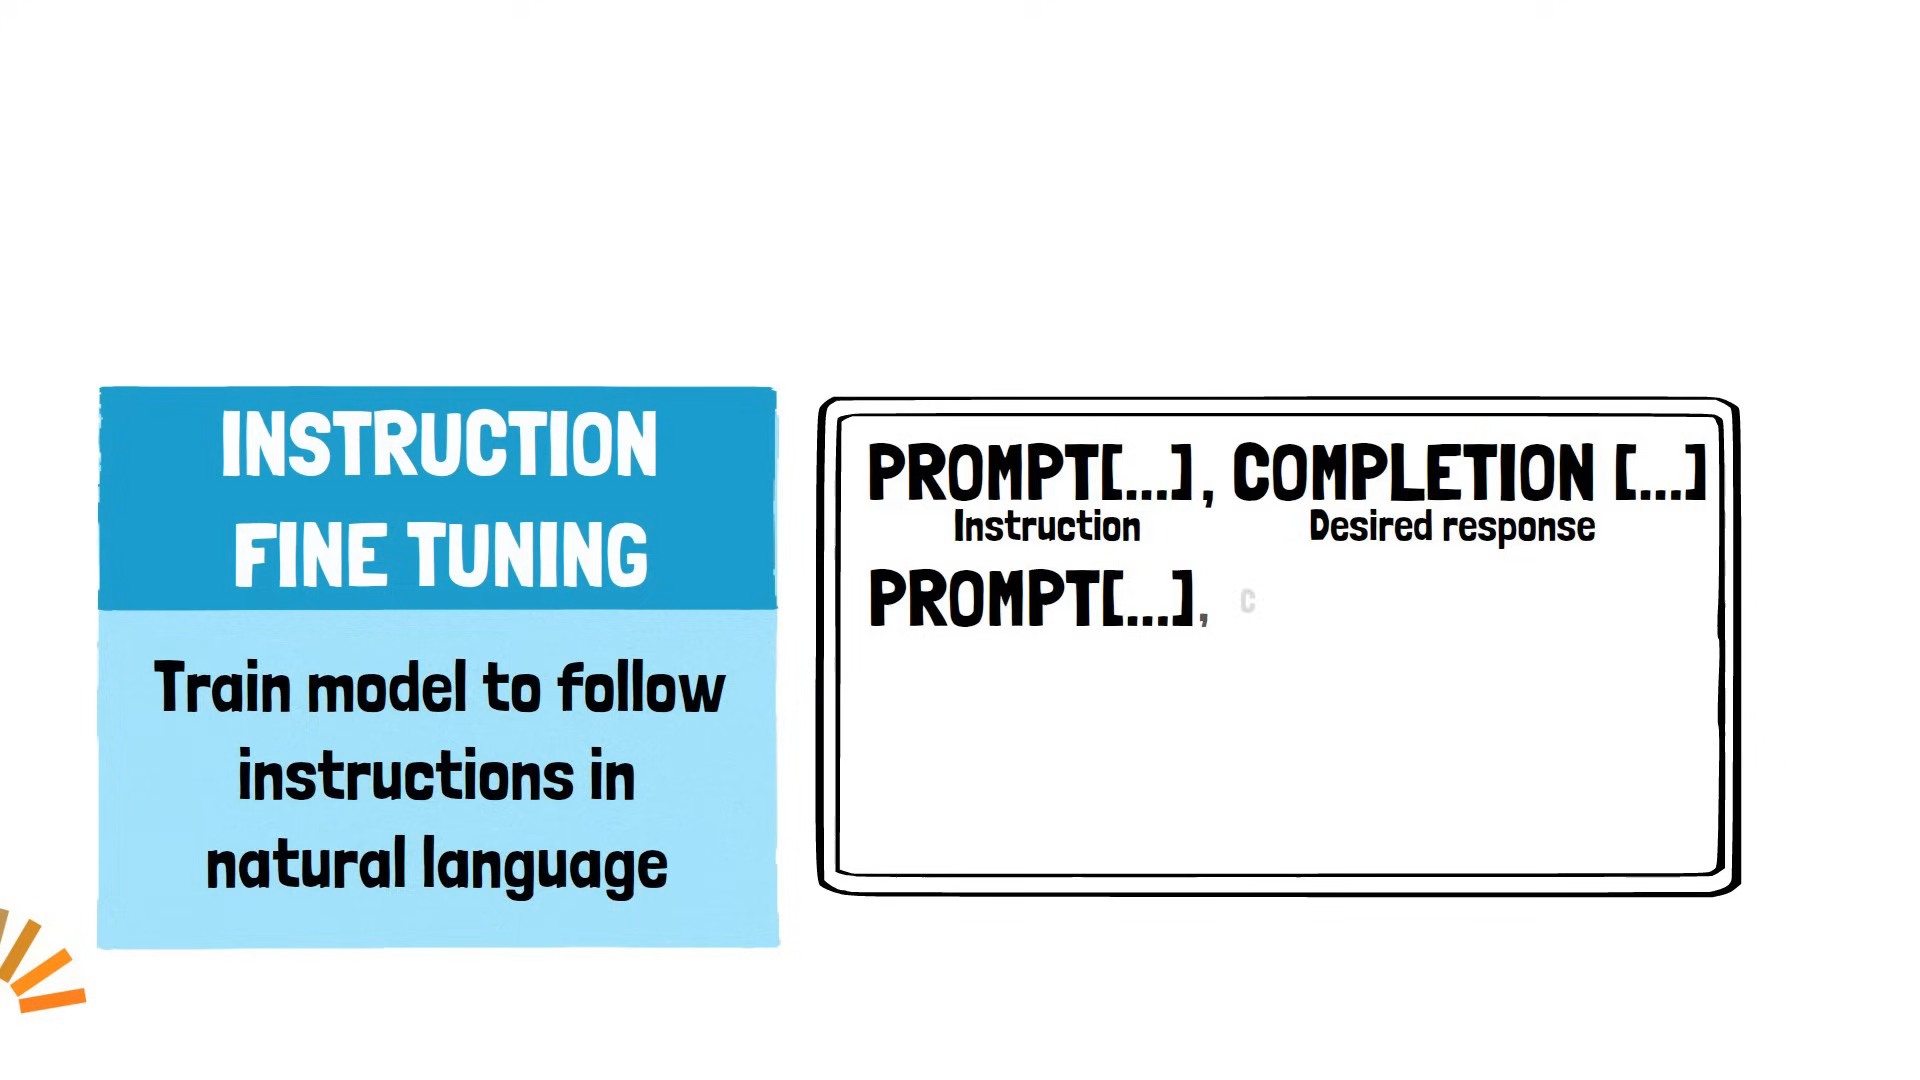 INSTRUCTION
FINE TUNING
Train model to follow
instructions in
natural language
PROMPT[...], COMPLETION [...]
Instruction Desired response
PROMPT[...], C